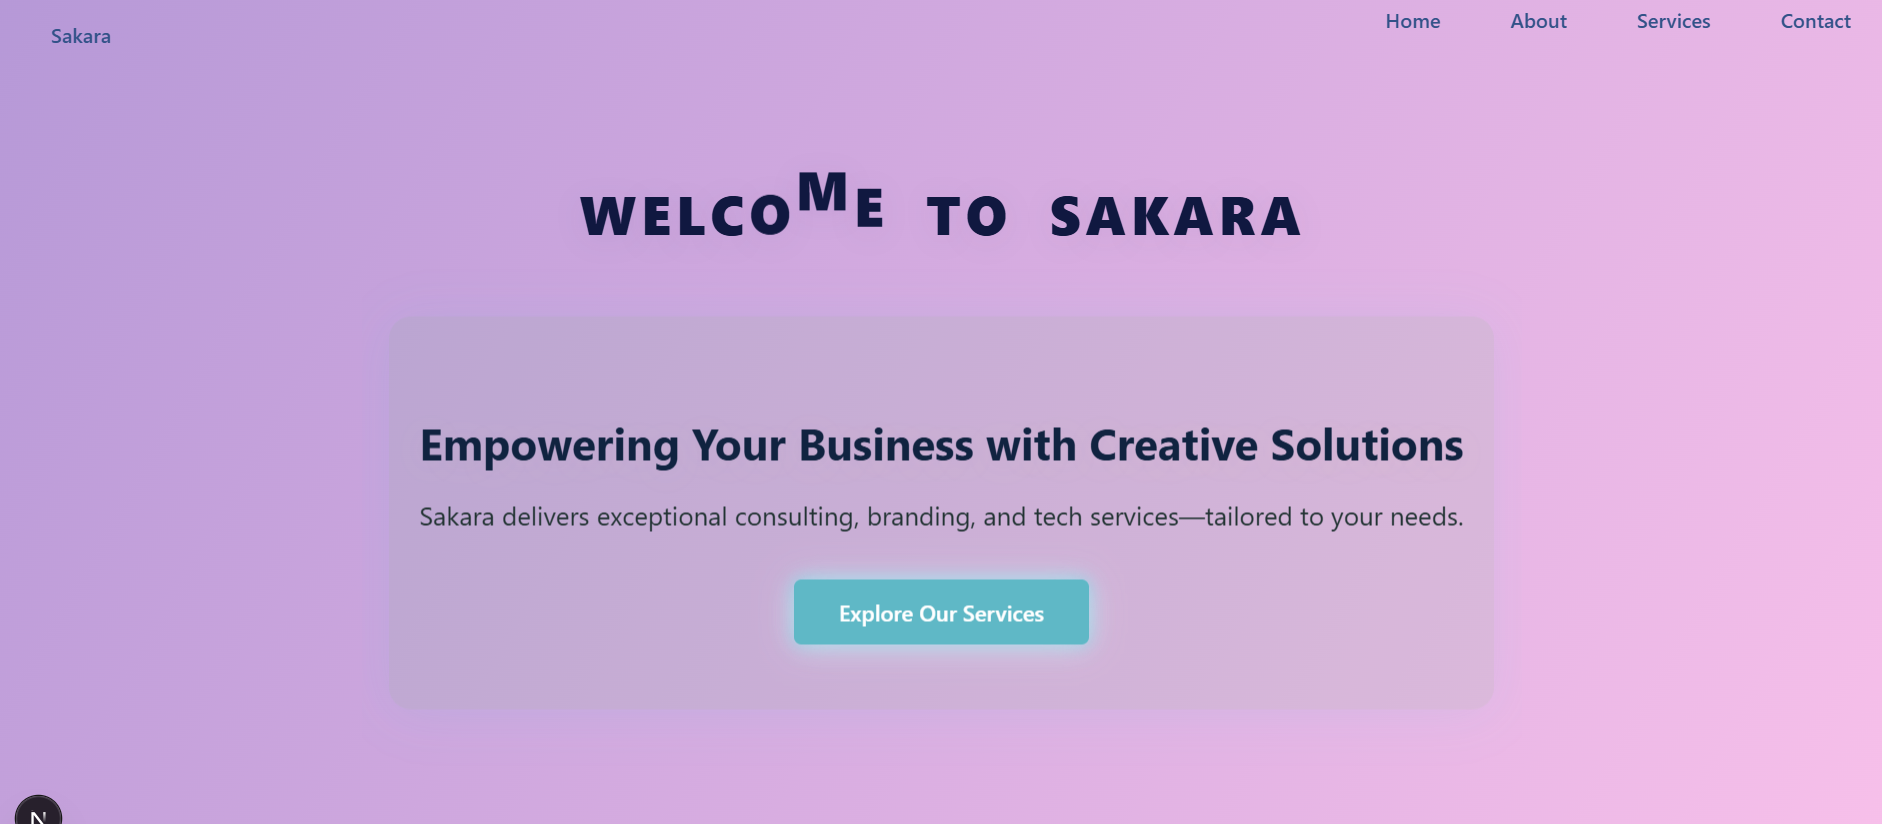 Sakara
Home About Services Contact
WELCOME TO SAKARA
Empowering Your Business with Creative Solutions
Sakara delivers exceptional consulting, branding, and tech services—tailored to your needs.
Explore Our Services
N